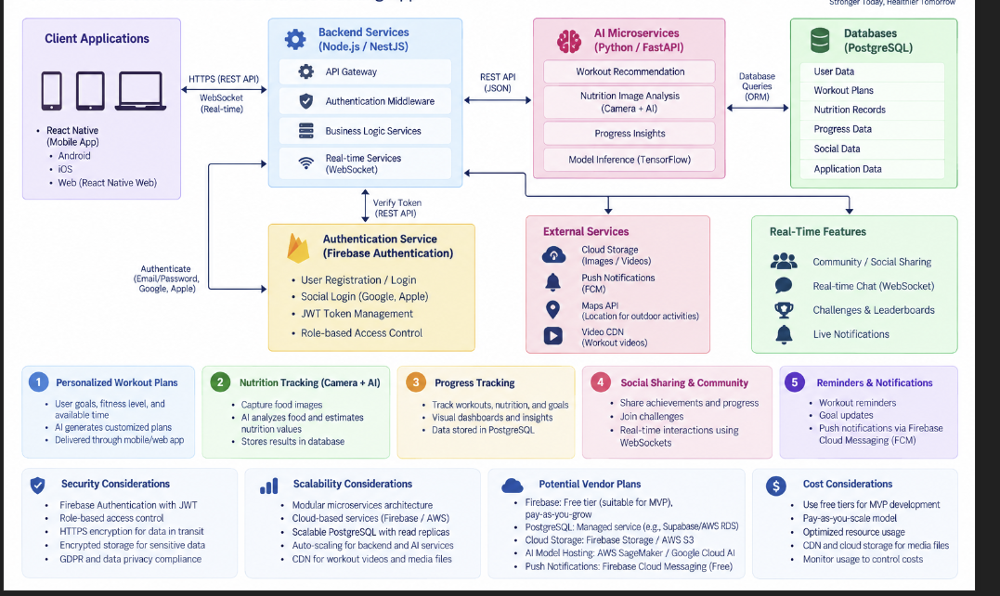 Stronger Today, Healthier Tomorrow
Client Applications
React Native
(Mobile App)
Android
iOS
Web (React Native Web)
HTTPS (REST API)
WebSocket
(Real-time)
Backend Services
(Node.js / NestJS)
API Gateway
Authentication Middleware
Business Logic Services
Real-time Services
(WebSocket)
REST API
(JSON)
AI Microservices
(Python / FastAPI)
Workout Recommendation
Nutrition Image Analysis
(Camera + AI)
Progress Insights
Model Inference (TensorFlow)
Database
Queries
(ORM)
Databases
(PostgreSQL)
User Data
Workout Plans
Nutrition Records
Progress Data
Social Data
Application Data
Verify Token
(REST API)
Authenticate
(Email/Password,
Google, Apple)
Authentication Service
(Firebase Authentication)
User Registration / Login
Social Login (Google, Apple)
JWT Token Management
Role-based Access Control
External Services
Cloud Storage
(Images / Videos)
Push Notifications
(FCM)
Maps API
(Location for outdoor activities)
Video CDN
(Workout videos)
Real-Time Features
Community / Social Sharing
Real-time Chat (WebSocket)
Challenges & Leaderboards
Live Notifications
1 Personalized Workout Plans
User goals, fitness level, and
available time
AI generates customized plans
Delivered through mobile/web app
2 Nutrition Tracking (Camera + AI)
Capture food images
AI analyzes food and estimates
nutrition values
Stores results in database
3 Progress Tracking
Track workouts, nutrition, and goals
Visual dashboards and insights
Data stored in PostgreSQL
4 Social Sharing & Community
Share achievements and progress
Join challenges
Real-time interactions using
WebSockets
5 Reminders & Notifications
Workout reminders
Goal updates
Push notifications via Firebase
Cloud Messaging (FCM)
Security Considerations
Firebase Authentication with JWT
Role-based access control
HTTPS encryption for data in transit
Encrypted storage for sensitive data
GDPR and data privacy compliance
Scalability Considerations
Modular microservices architecture
Cloud-based services (Firebase / AWS)
Scalable PostgreSQL with read replicas
Auto-scaling for backend and AI services
CDN for workout videos and media files
Potential Vendor Plans
Firebase: Free tier (suitable for MVP),
pay-as-you-grow
PostgreSQL: Managed service (e.g., Supabase/AWS RDS)
Cloud Storage: Firebase Storage / AWS S3
AI Model Hosting: AWS SageMaker / Google Cloud AI
Push Notifications: Firebase Cloud Messaging (Free)
$ Cost Considerations
Use free tiers for MVP development
Pay-as-you-scale model
Optimized resource usage
CDN and cloud storage for media files
Monitor usage to control costs